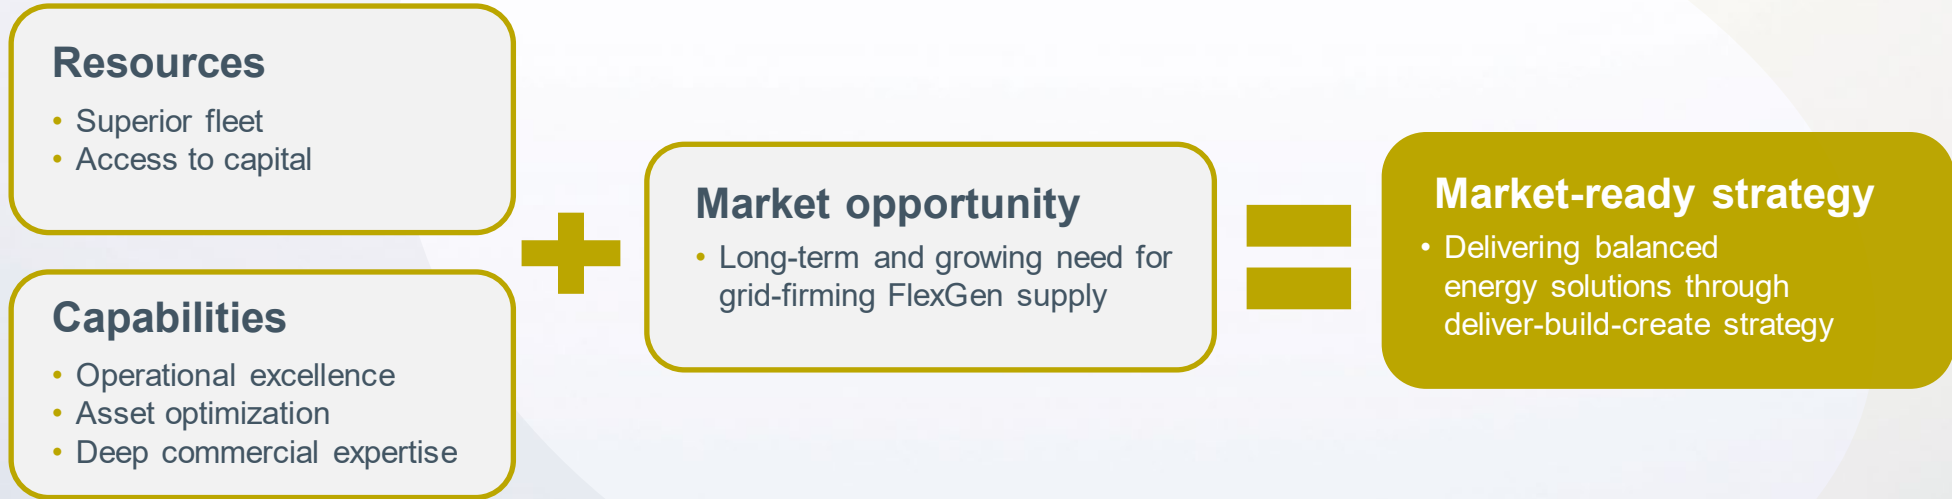 Resources
• Superior fleet
• Access to capital
Capabilities
• Operational excellence
• Asset optimization
• Deep commercial expertise
Market opportunity
• Long-term and growing need for
grid-firming FlexGen supply
Market-ready strategy
• Delivering balanced
energy solutions through
deliver-build-create strategy